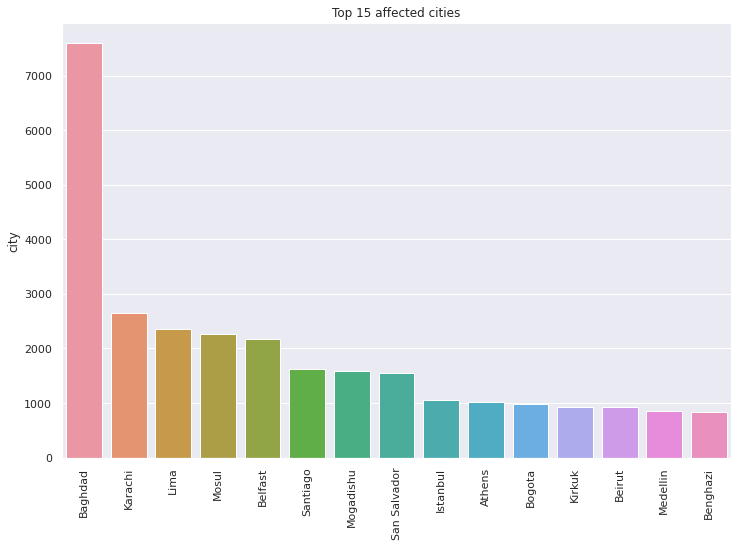 Top 15 affected cities
city
7000
6000
5000
4000
3000
2000
1000
0
Baghdad
Karachi
Lima
Mosul
Belfast
Santiago
Mogadishu
San Salvador
Istanbul
Athens
Bogota
Kirkuk
Beirut
Medellin
Benghazi